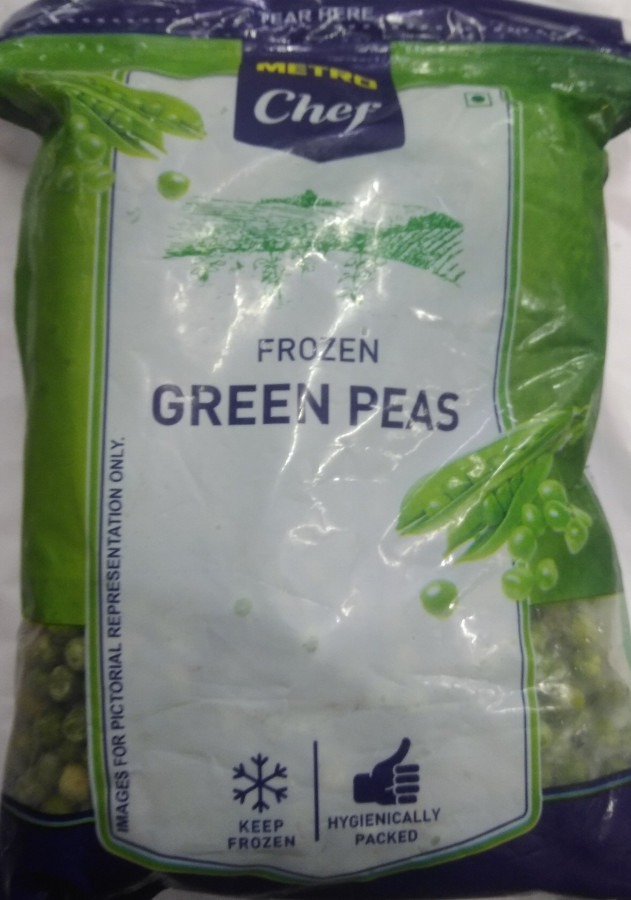 TEAR HERE
METRO
Chef
FROZEN
GREEN PEAS
IMAGES FOR PICTORIAL REPRESENTATION ONLY.
KEEP
FROZEN
HYGIENICALLY
PACKED